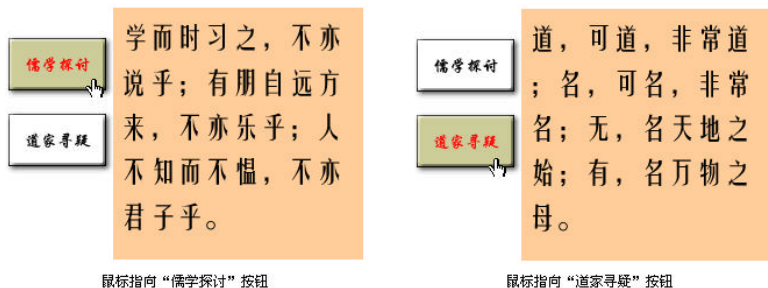 儒学探讨
道家寻疑
学而时习之，不亦
说乎；有朋自远方
来，不亦乐乎；人
不知而不愠，不亦
君子乎。
鼠标指向“儒学探讨”按钮
儒学探讨
道家寻疑
道，可道，非常道
；名，可名，非常
名；无，名天地之
始；有，名万物之
母。
鼠标指向“道家寻疑”按钮